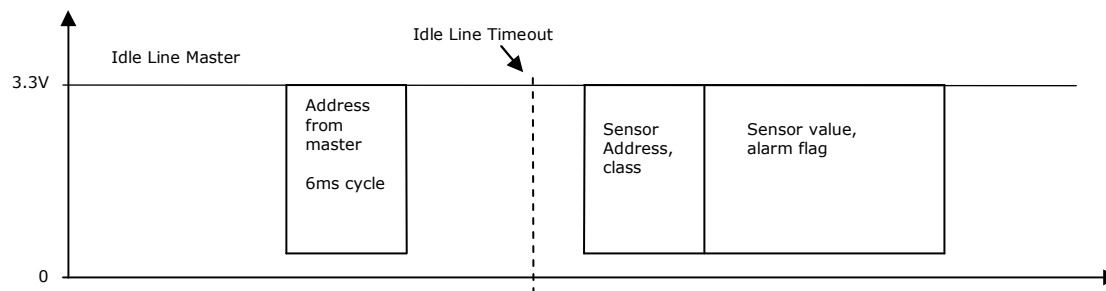 Idle Line Timeout
Idle Line Master
3.3V
Address
from
master
6ms cycle
Sensor
Address,
class
Sensor value,
alarm flag
0